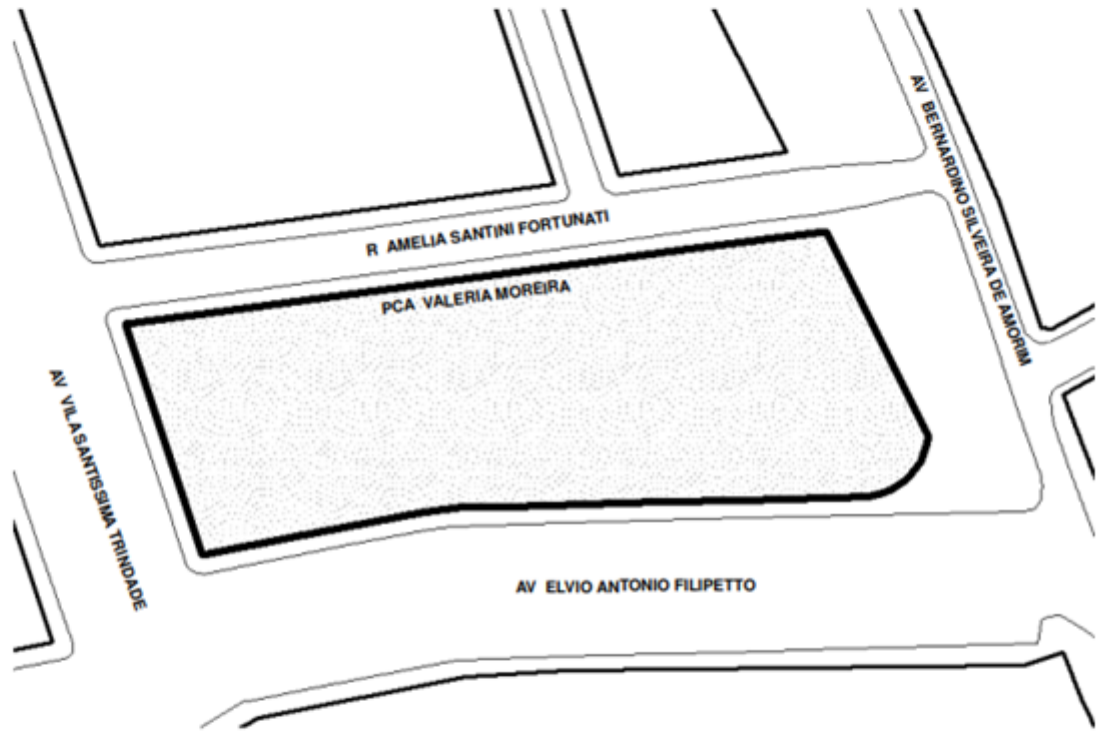 AV BERNARDINO SILVEIRA DE AMORIM
R AMELIA SANTINI FORTUNATI
PCA VALERIA MOREIRA
AV VILA SANTISSIMA TRINDADE
AV ELVIO ANTONIO FILIPETTO